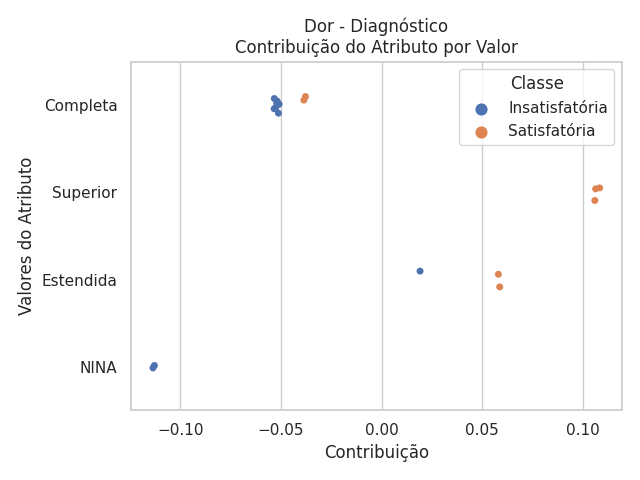 Dor - Diagnóstico
Contribuição do Atributo por Valor
Classe
Insatisfatória
Satisfatória
Valores do Atributo
Completa
Superior
Estendida
NINA
−0.10
−0.05
0.00
0.05
0.10
Contribuição